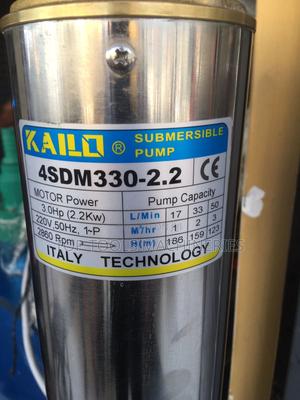 KAILO ® SUBMERSIBLE PUMP
4SDM330-2.2 CE
MOTOR Power
3.0Hp (2.2Kw)
220V 50Hz, 1~P
2860 Rpm
Pump Capacity
L/Min 17 33 50
M³/hr 1 2 3
H(m) 186 159 123
ITALY TECHNOLOGY